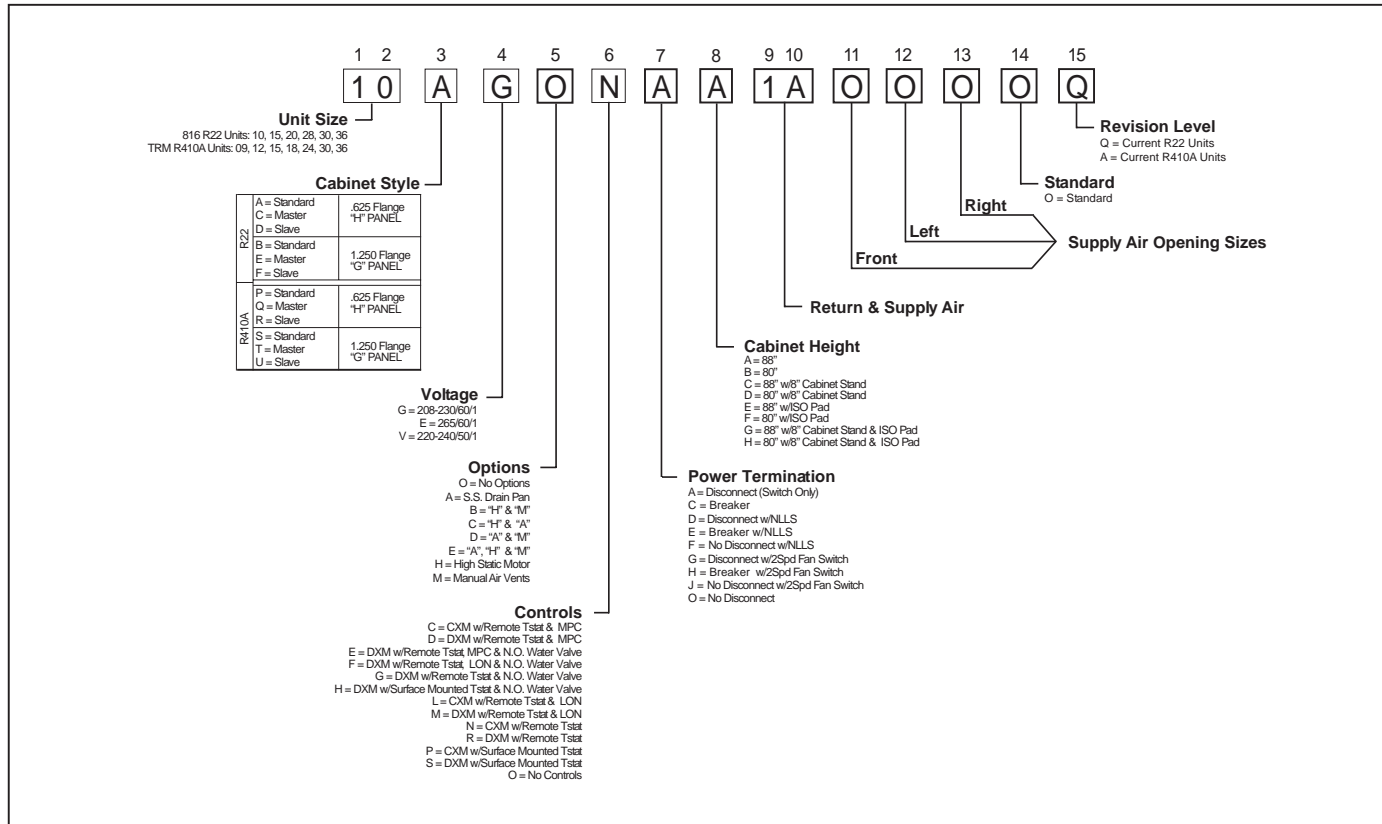 1 2 3 4 5 6 7 8 9 10 11 12 13 14 15
1 0 A G O N A A 1 A O O O O Q
Unit Size
816 R22 Units: 10, 15, 20, 28, 30, 36
TRM R410A Units: 09, 12, 15, 18, 24, 30, 36
Revision Level
Q = Current R22 Units
A = Current R410A Units
Standard
O = Standard
Right
Left
Front
Supply Air Opening Sizes
Cabinet Style
R22
A = Standard
C = Master
D = Slave
.625 Flange
"H" PANEL
B = Standard
E = Master
F = Slave
1.250 Flange
"G" PANEL
R410A
P = Standard
Q = Master
R = Slave
.625 Flange
"H" PANEL
S = Standard
T = Master
U = Slave
1.250 Flange
"G" PANEL
Return & Supply Air
Cabinet Height
A = 88"
B = 80"
C = 88" w/8" Cabinet Stand
D = 80" w/8" Cabinet Stand
E = 88" w/ISO Pad
F = 80" w/ISO Pad
G = 88" w/8" Cabinet Stand & ISO Pad
H = 80" w/8" Cabinet Stand & ISO Pad
Voltage
G = 208-230/60/1
E = 265/60/1
V = 220-240/50/1
Options
O = No Options
A = S.S. Drain Pan
B = "H" & "M"
C = "H" & "A"
D = "A" & "M"
E = "A", "H" & "M"
H = High Static Motor
M = Manual Air Vents
Power Termination
A = Disconnect (Switch Only)
C = Breaker
D = Disconnect w/NLLS
E = Breaker w/NLLS
F = No Disconnect w/NLLS
G = Disconnect w/2Spd Fan Switch
H = Breaker w/2Spd Fan Switch
J = No Disconnect w/2Spd Fan Switch
O = No Disconnect
Controls
C = CXM w/Remote Tstat & MPC
D = DXM w/Remote Tstat & MPC
E = DXM w/Remote Tstat, MPC & N.O. Water Valve
F = DXM w/Remote Tstat, LON & N.O. Water Valve
G = DXM w/Remote Tstat & N.O. Water Valve
H = DXM w/Surface Mounted Tstat & N.O. Water Valve
L = CXM w/Remote Tstat & LON
M = DXM w/Remote Tstat & LON
N = CXM w/Remote Tstat
R = DXM w/Remote Tstat
P = CXM w/Surface Mounted Tstat
S = DXM w/Surface Mounted Tstat
O = No Controls